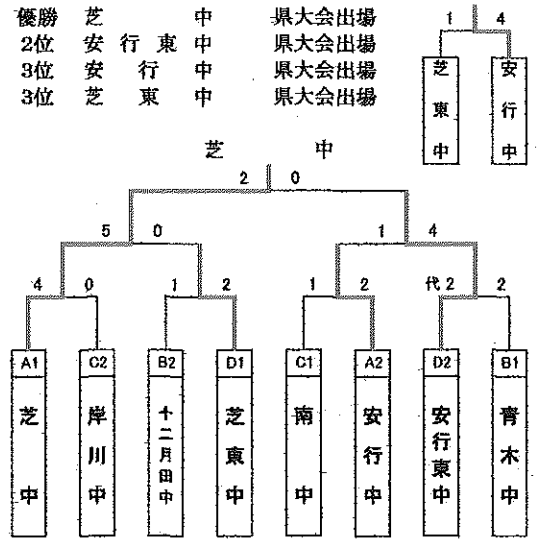 優勝 芝 中 県大会出場
2位 安行東中 県大会出場
3位 安行中 県大会出場
3位 芝東中 県大会出場
1 4
芝東中 安行中
芝 中
2 0
5 0 1 4
4 0 1 2 1 2 代2 2
A1 C2 B2 D1 C1 A2 D2 B1
芝中 岸川中 十二月田中 芝東中 南中 安行中 安行東中 青木中